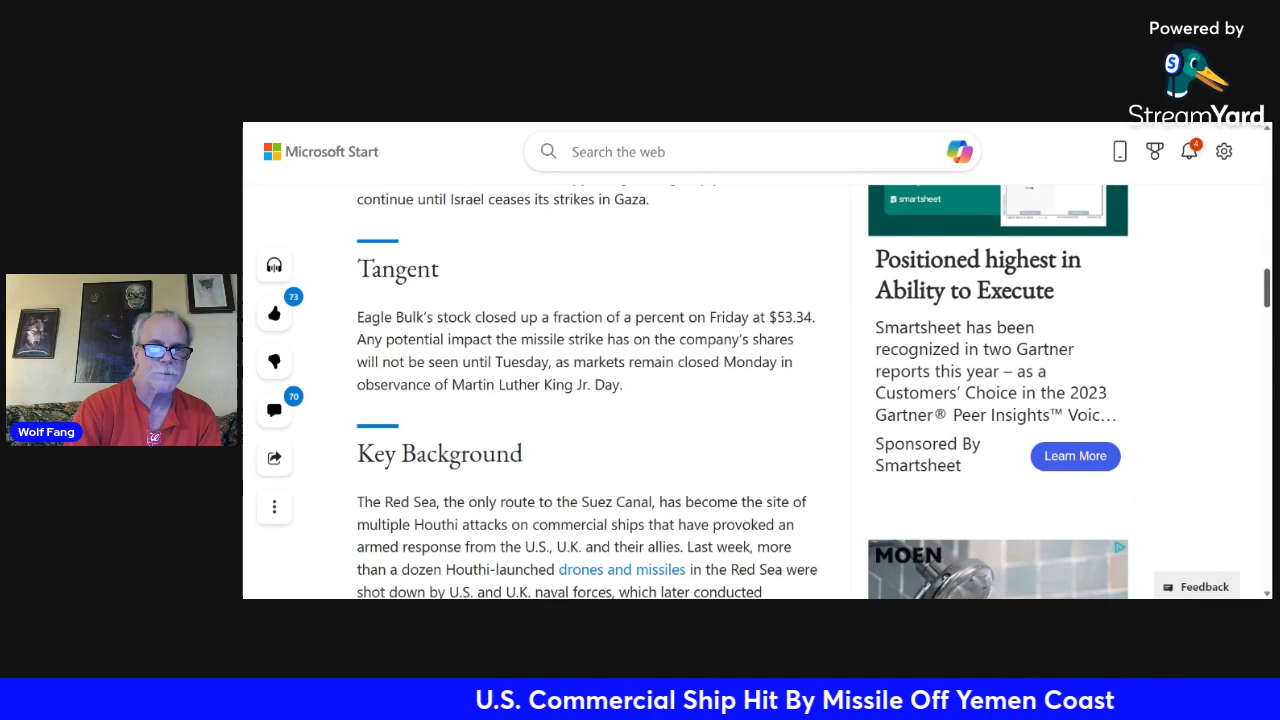 Powered by
StreamYard
Microsoft Start
Search the web
4
continue until Israel ceases its strikes in Gaza.
Tangent
Eagle Bulk's stock closed up a fraction of a percent on Friday at $53.34.
Any potential impact the missile strike has on the company's shares
will not be seen until Tuesday, as markets remain closed Monday in
observance of Martin Luther King Jr. Day.
Key Background
The Red Sea, the only route to the Suez Canal, has become the site of
multiple Houthi attacks on commercial ships that have provoked an
armed response from the U.S., U.K. and their allies. Last week, more
than a dozen Houthi-launched drones and missiles in the Red Sea were
shot down by U.S. and U.K. naval forces, which later conducted
73
70
smartsheet
Positioned highest in
Ability to Execute
Smartsheet has been
recognized in two Gartner
reports this year – as a
Customers' Choice in the 2023
Gartner® Peer Insights™ Voic...
Sponsored By
Smartsheet
Learn More
MOEN
Feedback
Wolf Fang
U.S. Commercial Ship Hit By Missile Off Yemen Coast